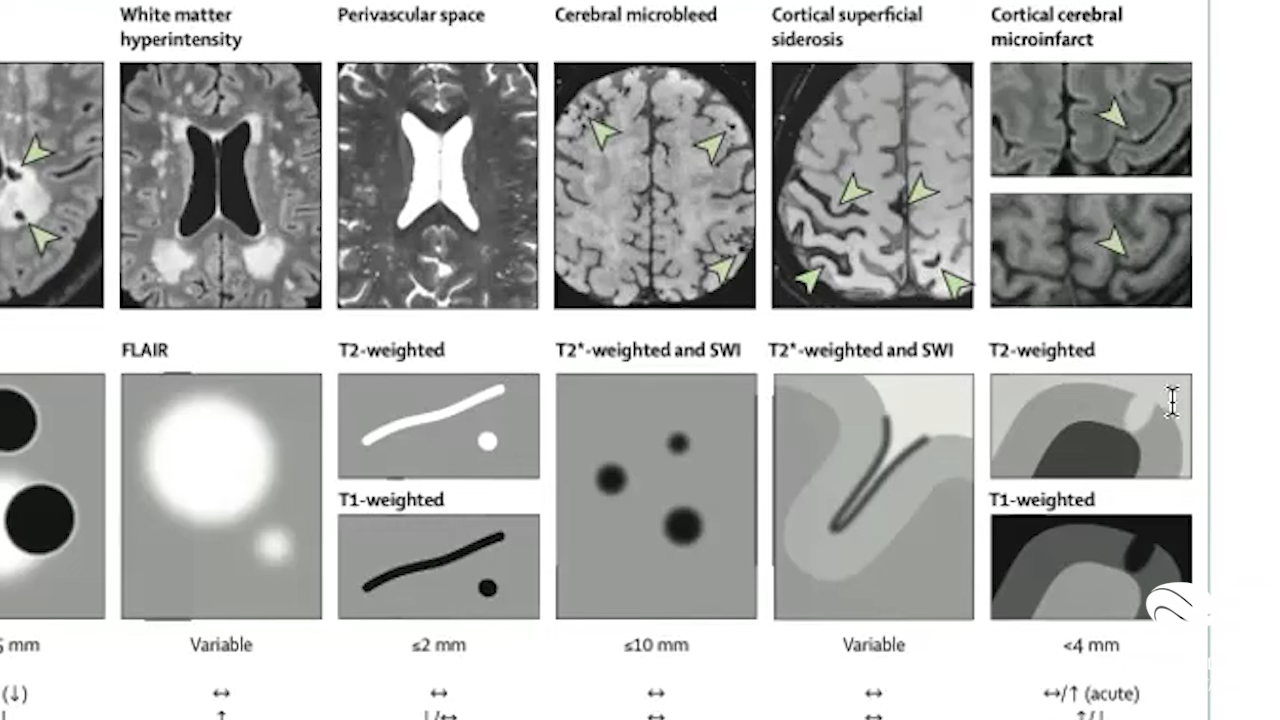 White matter
hyperintensity
Perivascular space
Cerebral microbleed
Cortical superficial
siderosis
Cortical cerebral
microinfarct
FLAIR
T2-weighted
T2*-weighted and SWI
T2*-weighted and SWI
T2-weighted
T1-weighted
T1-weighted
mm
Variable
≤2 mm
≤10 mm
Variable
<4 mm
(↓)
↔
↔
↔
↔
↔/↑ (acute)